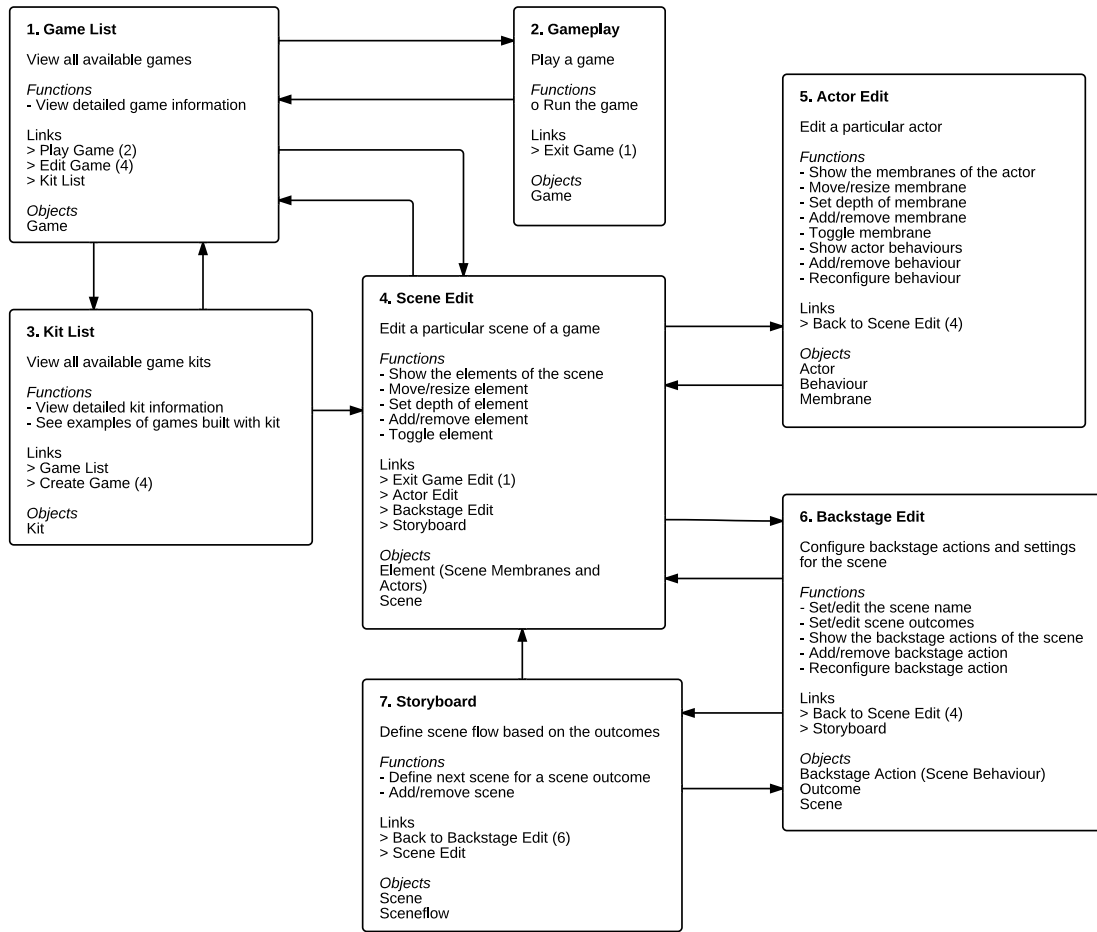 1. Game List
View all available games
Functions
- View detailed game information
Links
> Play Game (2)
> Edit Game (4)
> Kit List
Objects
Game
2. Gameplay
Play a game
Functions
o Run the game
Links
> Exit Game (1)
Objects
Game
3. Kit List
View all available game kits
Functions
- View detailed kit information
- See examples of games built with kit
Links
> Game List
> Create Game (4)
Objects
Kit
4. Scene Edit
Edit a particular scene of a game
Functions
- Show the elements of the scene
- Move/resize element
- Set depth of element
- Add/remove element
- Toggle element
Links
> Exit Game Edit (1)
> Actor Edit
> Backstage Edit
> Storyboard
Objects
Element (Scene Membranes and
Actors)
Scene
5. Actor Edit
Edit a particular actor
Functions
- Show the membranes of the actor
- Move/resize membrane
- Set depth of membrane
- Add/remove membrane
- Toggle membrane
- Show actor behaviours
- Add/remove behaviour
- Reconfigure behaviour
Links
> Back to Scene Edit (4)
Objects
Actor
Behaviour
Membrane
6. Backstage Edit
Configure backstage actions and settings
for the scene
Functions
- Set/edit the scene name
- Set/edit scene outcomes
- Show the backstage actions of the scene
- Add/remove backstage action
- Reconfigure backstage action
Links
> Back to Scene Edit (4)
> Storyboard
Objects
Backstage Action (Scene Behaviour)
Outcome
Scene
7. Storyboard
Define scene flow based on the outcomes
Functions
- Define next scene for a scene outcome
- Add/remove scene
Links
> Back to Backstage Edit (6)
> Scene Edit
Objects
Scene
Sceneflow